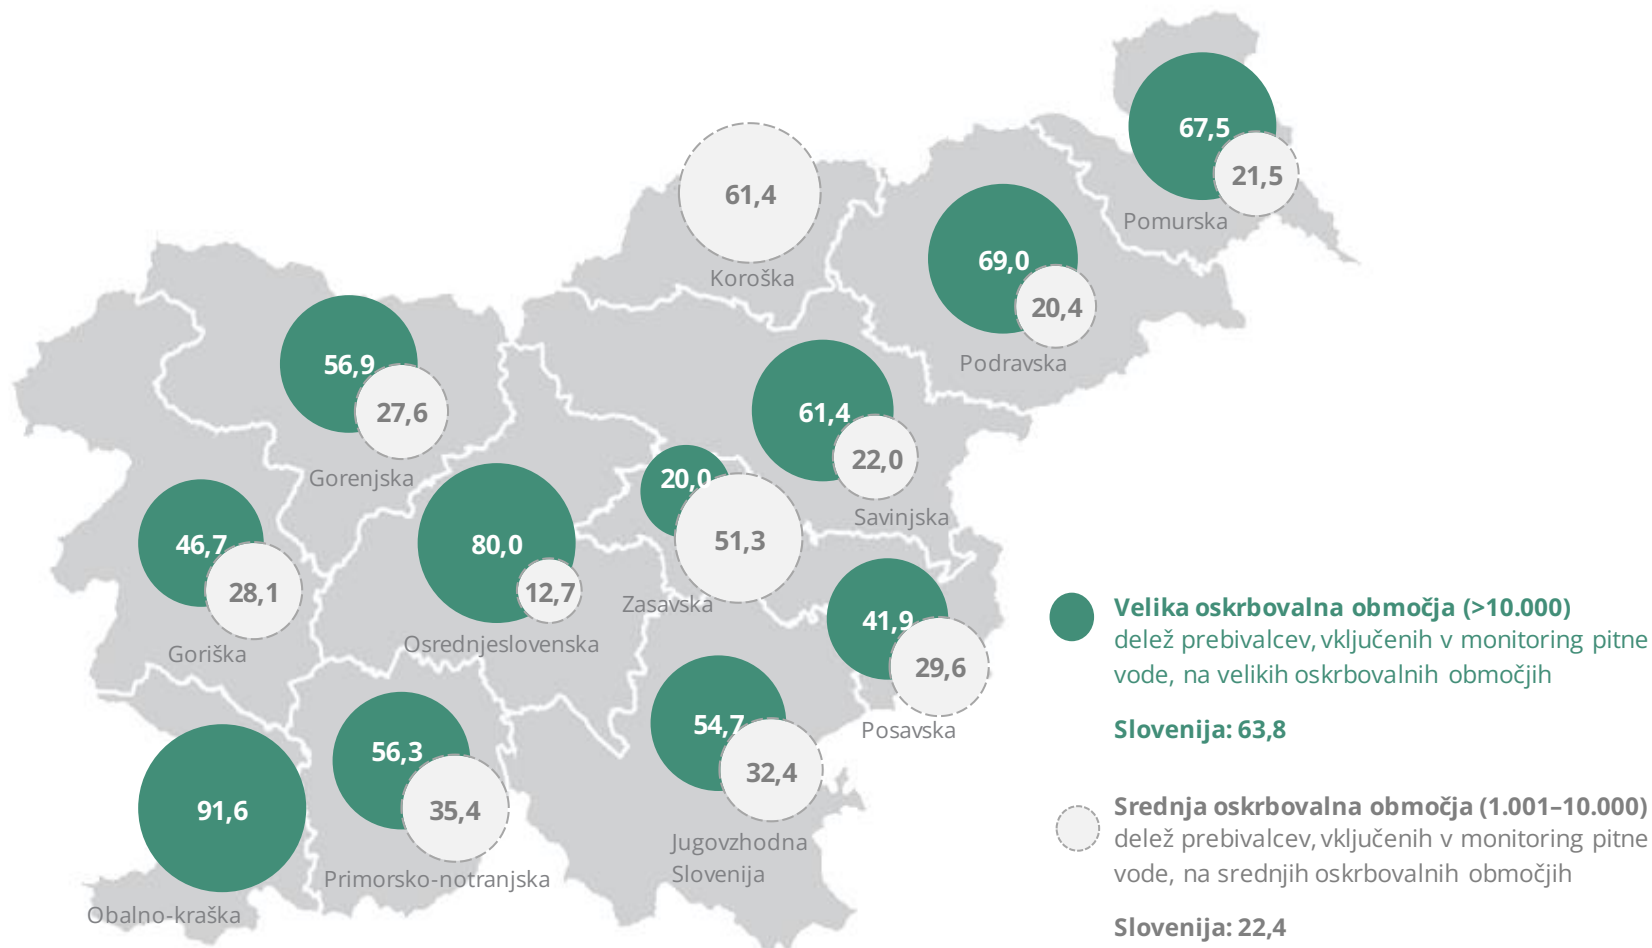 67,5
21,5
Pomurska
61,4
Koroška
69,0
20,4
Podravska
56,9
27,6
Gorenjska
61,4
22,0
Savinjska
20,0
51,3
Zasavska
46,7
28,1
Goriška
80,0
12,7
Osrednjeslovenska
41,9
29,6
Posavska
54,7
32,4
Jugovzhodna
Slovenija
56,3
35,4
Primorsko-notranjska
91,6
Obalno-kraška
Velika oskrbovalna območja (>10.000)
delež prebivalcev, vključenih v monitoring pitne
vode, na velikih oskrbovalnih območjih
Slovenija: 63,8
Srednja oskrbovalna območja (1.001–10.000)
delež prebivalcev, vključenih v monitoring pitne
vode, na srednjih oskrbovalnih območjih
Slovenija: 22,4